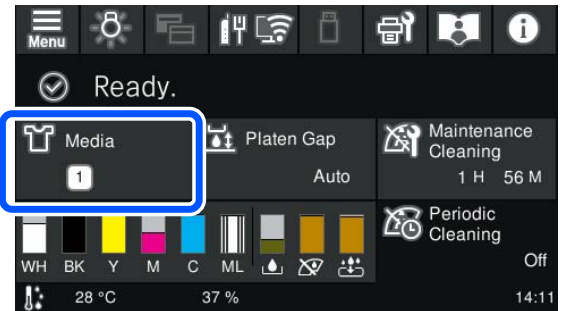 Menu
Ready.
Media
1
Platen Gap
Auto
Maintenance
Cleaning
1 H 56 M
WH BK Y M C ML
Periodic
Cleaning
Off
28 °C 37 % 14:11